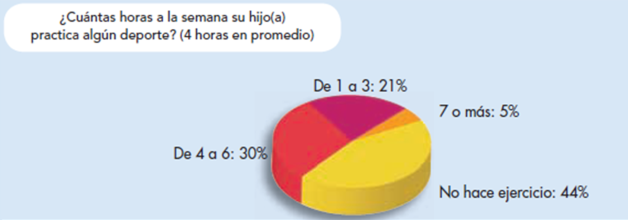 ¿Cuántas horas a la semana su hijo(a)
practica algún deporte? (4 horas en promedio)
De 1 a 3: 21%
7 o más: 5%
De 4 a 6: 30%
No hace ejercicio: 44%